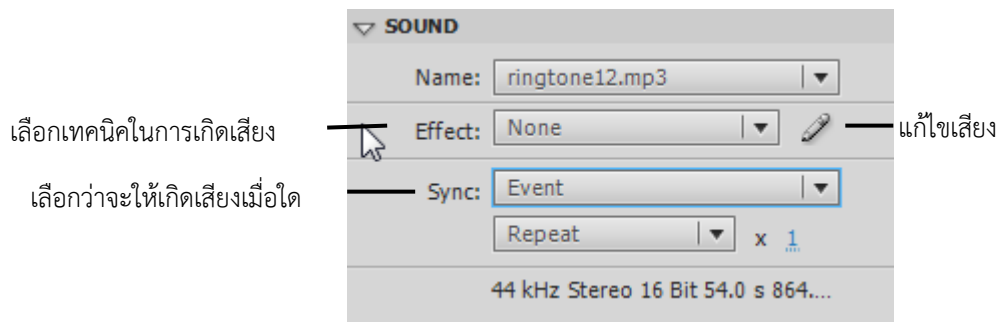 SOUND
Name: ringtone12.mp3
เลือกเทคนิคในการเกิดเสียง Effect: None แก้ไขเสียง
เลือกว่าจะให้เกิดเสียงเมื่อใด Sync: Event
Repeat x 1
44 kHz Stereo 16 Bit 54.0 s 864....